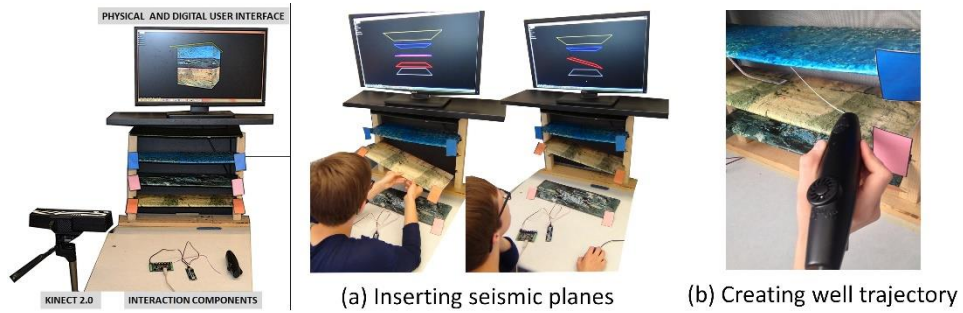 PHYSICAL AND DIGITAL USER INTERFACE
KINECT 2.0
INTERACTION COMPONENTS
(a) Inserting seismic planes
(b) Creating well trajectory